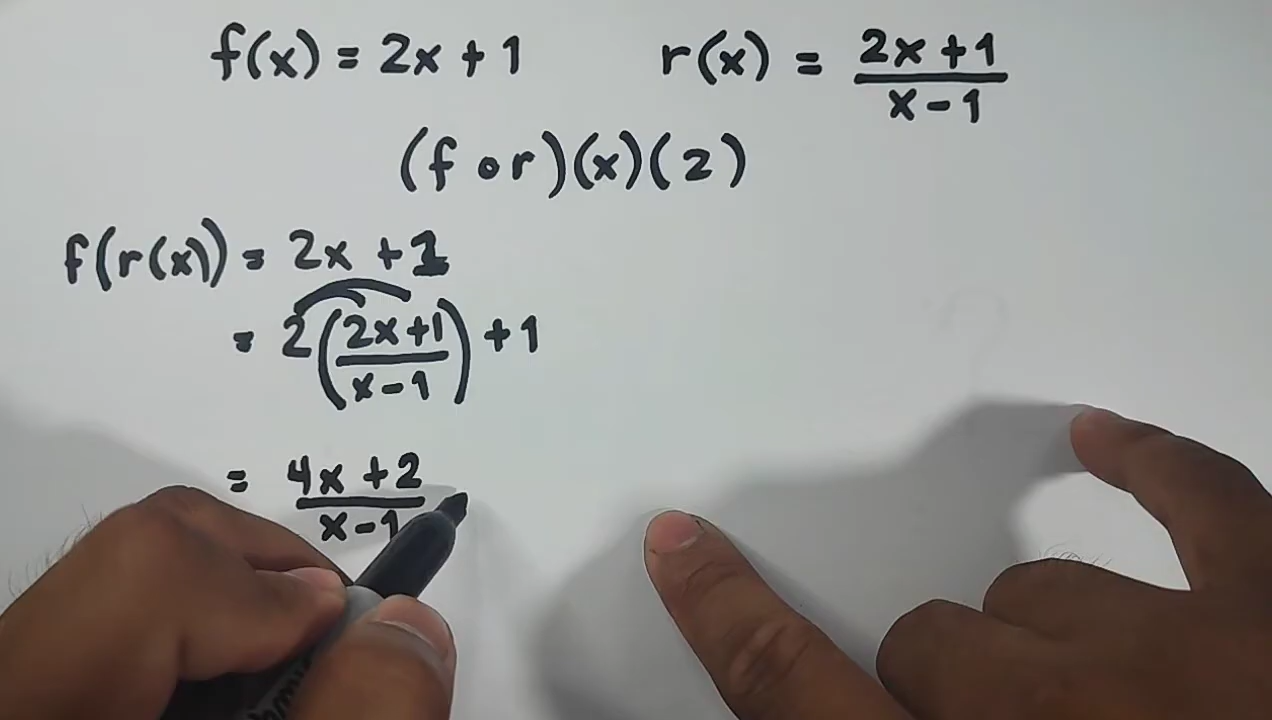 f(x) = 2x + 1 r(x) = (2x + 1)/(x - 1)
(f o r)(x)(2)
f(r(x)) = 2x + 1
= 2((2x + 1)/(x - 1)) + 1
= (4x + 2)/(x - 1)